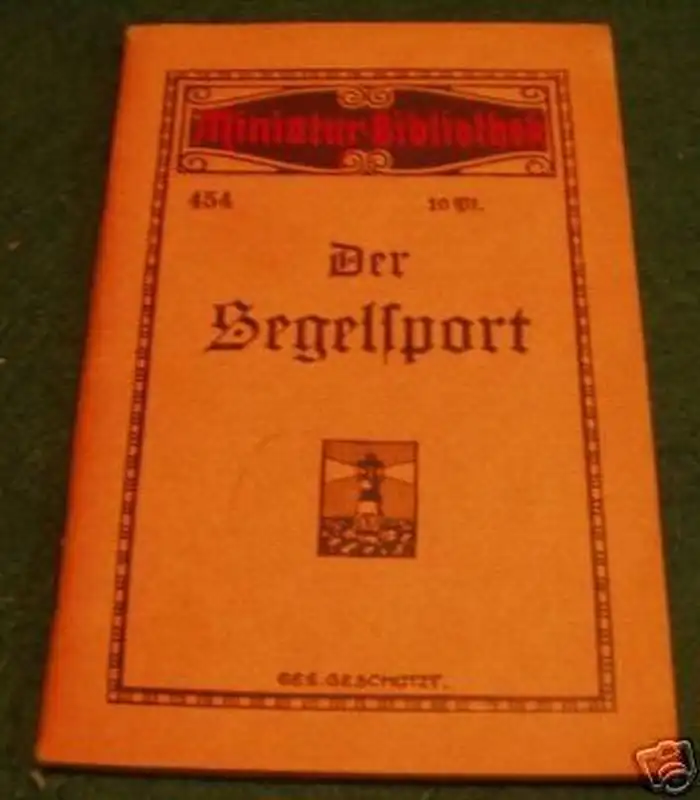 Miniatur-Bibliothek
454 10 Pf.
Der
Segelſport
GES. GESCHÜTZT.